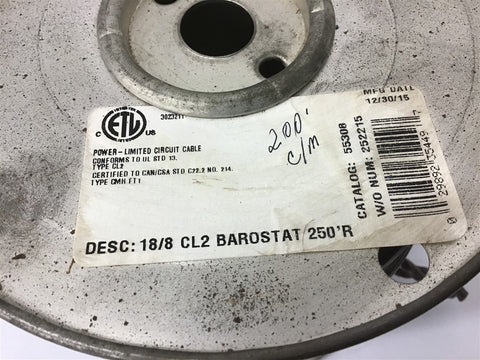 C ETL US
3023211
POWER-LIMITED CIRCUIT CABLE
CONFORMS TO UL STD 13.
TYPE CL2
CERTIFIED TO CAN/CSA STD C22.2 NO. 214.
TYPE CMH FT1
200'
C/M
DESC: 18/8 CL2 BAROSTAT 250'R
CATALOG: 55308
W/O NUM: 252215
MFG DATE
12/30/15